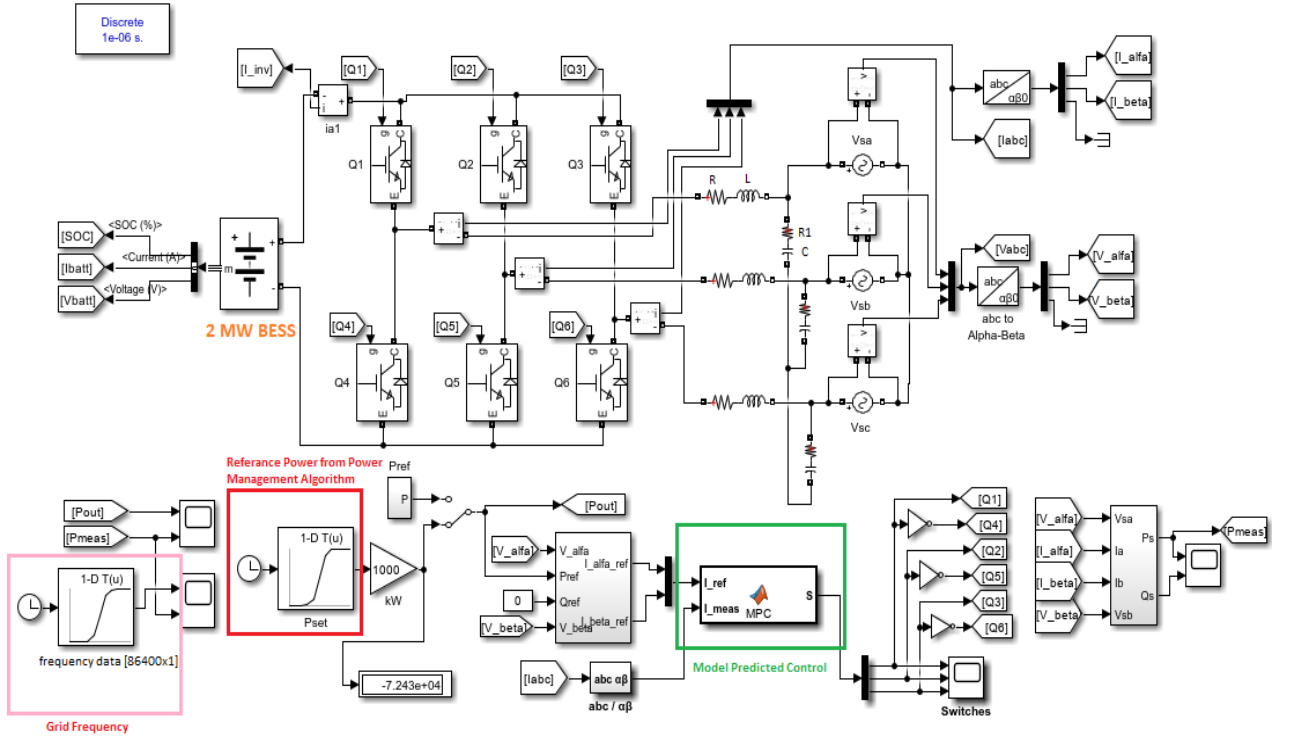 Discrete
1e-06 s.
[I_inv]
[Q1]
[Q2]
[Q3]
- i +
ia1
g C
Q1
E
g C
Q2
E
g C
Q3
E
Vsa
abc
αβ0
[I_alfa]
[I_beta]
[Iabc]
R
L
R1
C
<SOC (%)>
[SOC]
<Current (A)>
[Ibatt]
<Voltage (V)>
[Vbatt]
m
+
-
2 MW BESS
Vsb
[Vabc]
abc
αβ0
abc to
Alpha-Beta
[V_alfa]
[V_beta]
[Q4]
[Q5]
[Q6]
g C
Q4
E
g C
Q5
E
g C
Q6
E
Vsc
Referance Power from Power
Management Algorithm
Pref
P
[Pout]
[Pmeas]
1-D T(u)
frequency data [86400x1]
Grid Frequency
1-D T(u)
Pset
1000
kW
-7.243e+04
[Pout]
[V_alfa]
0
[V_beta]
V_alfa
Pref
Qref
V_beta
I_alfa_ref
I_beta_ref
[Iabc]
abc αβ
abc / αβ
I_ref
I_meas
MPC
S
Model Predicted Control
[Q1]
[Q4]
[Q2]
[Q5]
[Q3]
[Q6]
Switches
[V_alfa]
[I_alfa]
[I_beta]
[V_beta]
Vsa
Ia
Ib
Vsb
Ps
Qs
[Pmeas]